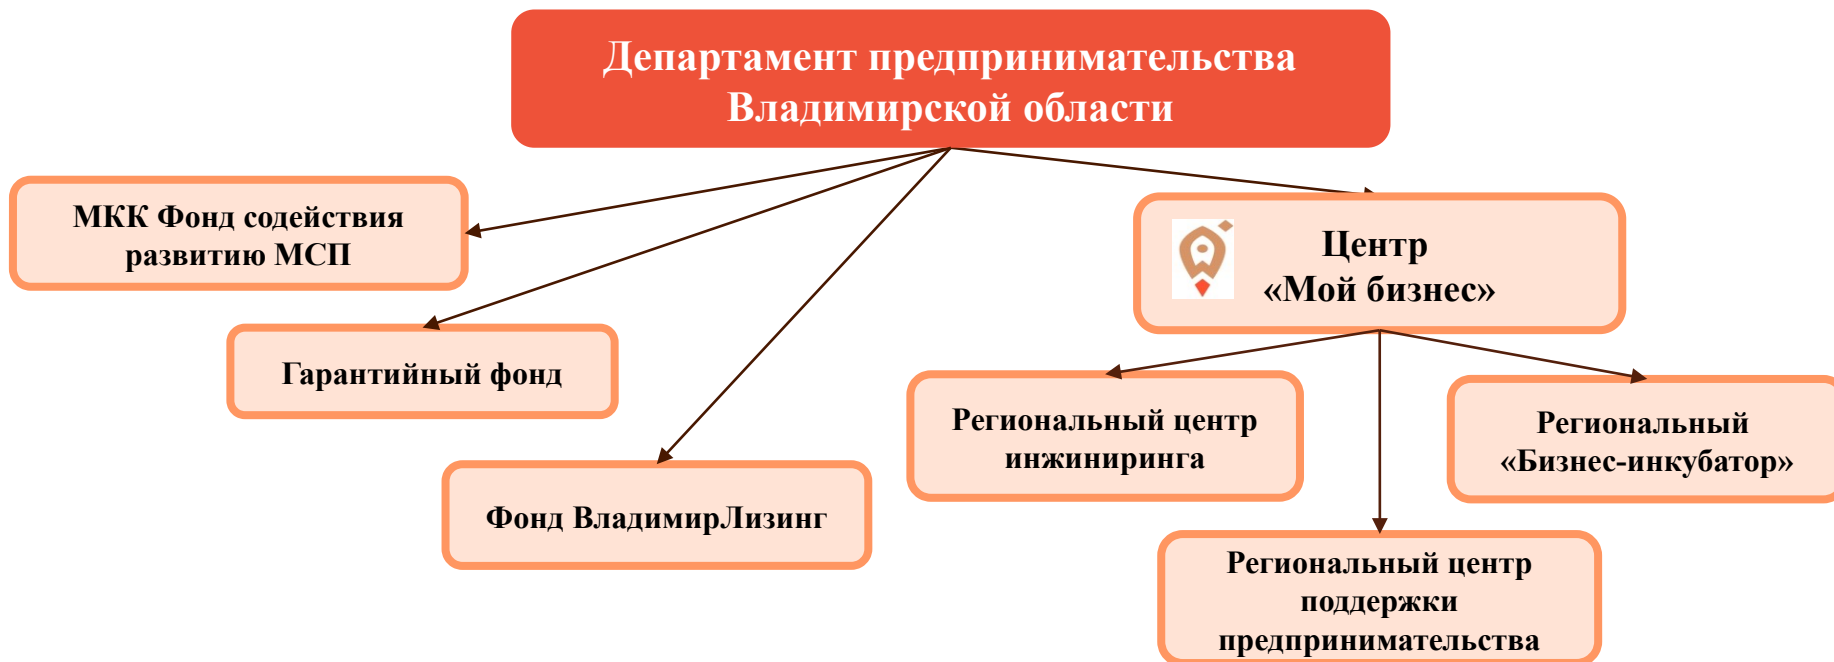 Департамент предпринимательства
Владимирской области
МКК Фонд содействия
развитию МСП
Центр
«Мой бизнес»
Гарантийный фонд
Региональный центр
инжиниринга
Региональный
«Бизнес-инкубатор»
Фонд ВладимирЛизинг
Региональный центр
поддержки
предпринимательства